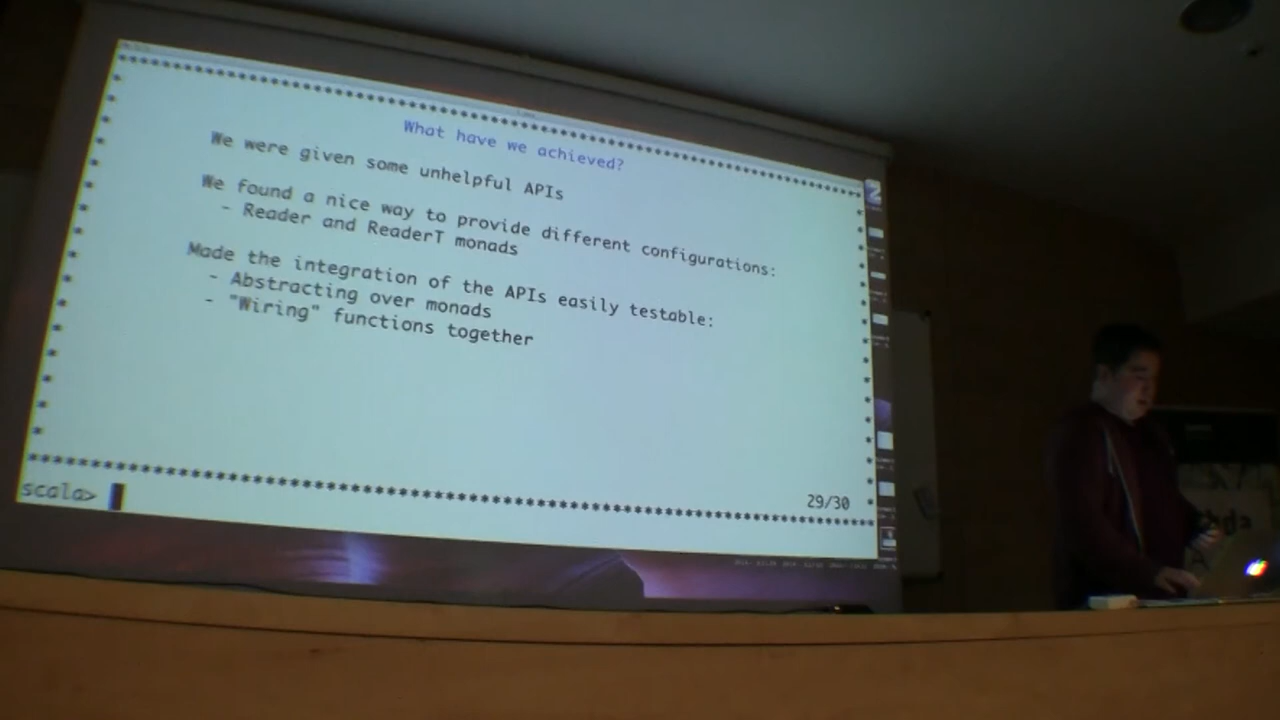 What have we achieved?
We were given some unhelpful APIs
We found a nice way to provide different configurations:
- Reader and ReaderT monads
Made the integration of the APIs easily testable:
- Abstracting over monads
- "Wiring" functions together
29/30
scala>